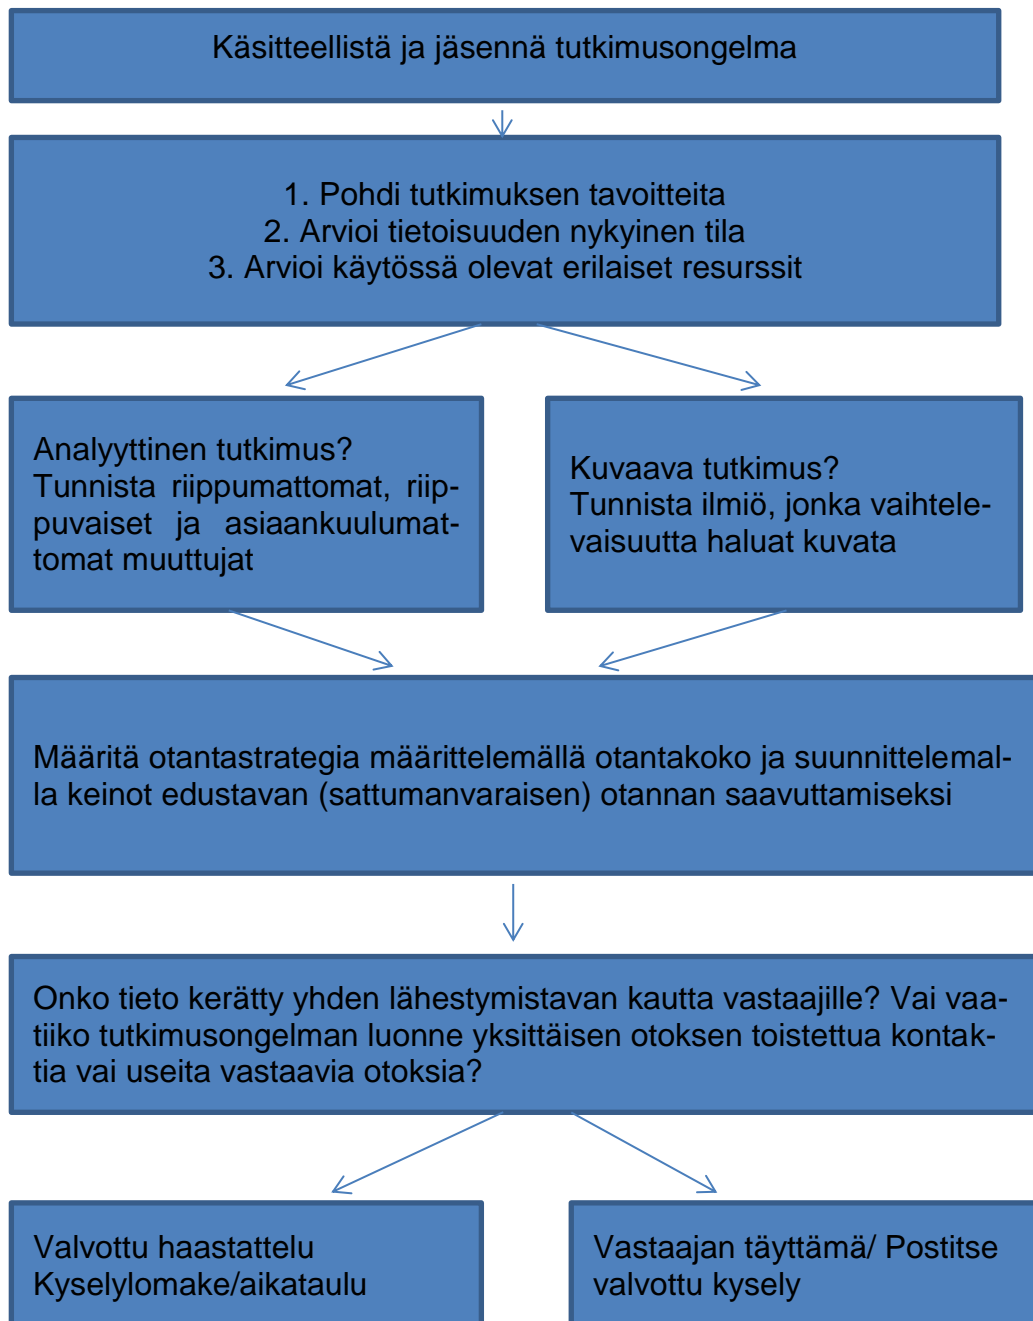 Käsitteellistä ja jäsennä tutkimusongelma
1. Pohdi tutkimuksen tavoitteita
2. Arvioi tietoisuuden nykyinen tila
3. Arvioi käytössä olevat erilaiset resurssit
Analyyttinen tutkimus?
Tunnista riippumattomat, riip-
puvaiset ja asiaankuulumat-
tomat muuttujat
Kuvaava tutkimus?
Tunnista ilmiö, jonka vaihtele-
vaisuutta haluat kuvata
Määritä otantastrategia määrittelemällä otantakoko ja suunnittelemal-
la keinot edustavan (sattumanvaraisen) otannan saavuttamiseksi
Onko tieto kerätty yhden lähestymistavan kautta vastaajille? Vai vaa-
tiiko tutkimusongelman luonne yksittäisen otoksen toistettua kontak-
tia vai useita vastaavia otoksia?
Valvottu haastattelu
Kyselylomake/aikataulu
Vastaajan täyttämä/ Postitse
valvottu kysely